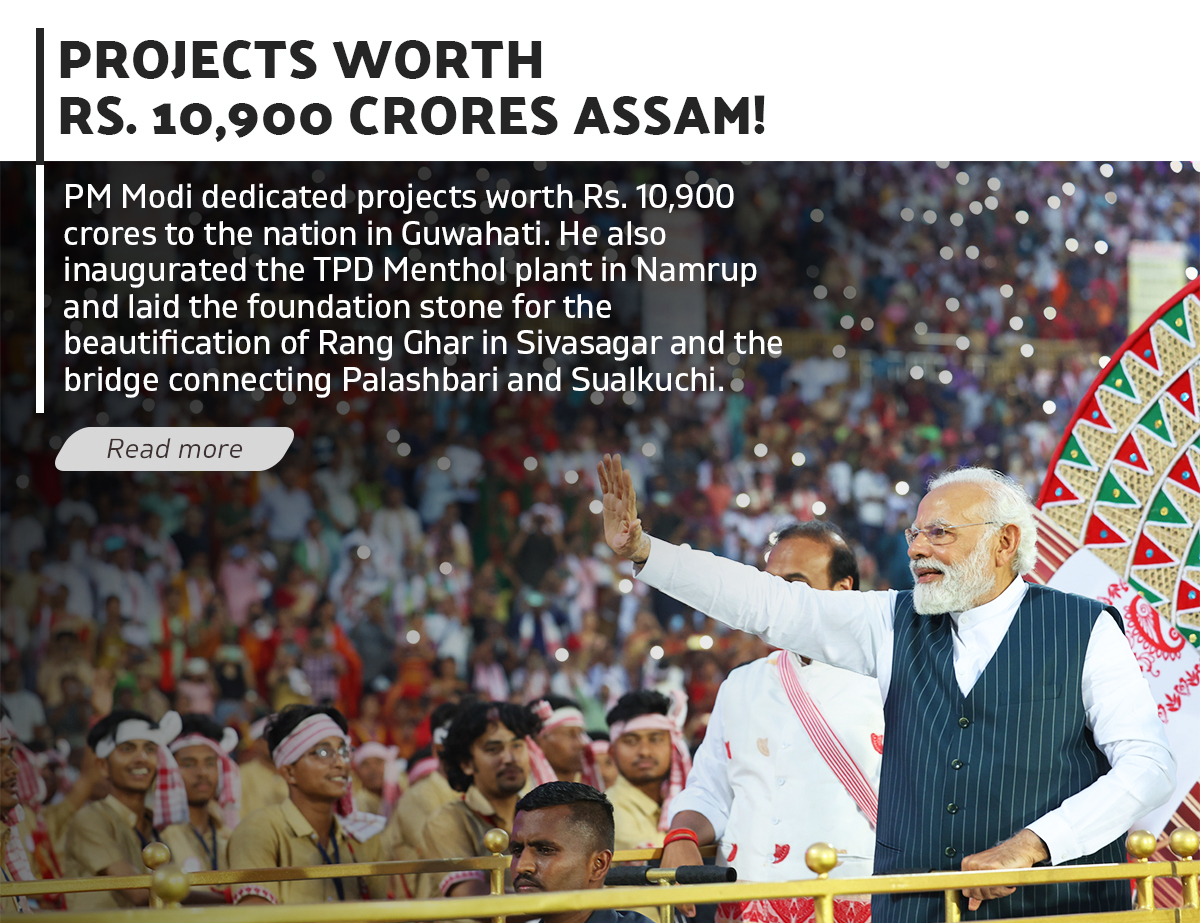 PROJECTS WORTH
RS. 10,900 CRORES ASSAM!
PM Modi dedicated projects worth Rs. 10,900
crores to the nation in Guwahati. He also
inaugurated the TPD Menthol plant in Namrup
and laid the foundation stone for the
beautification of Rang Ghar in Sivasagar and the
bridge connecting Palashbari and Sualkuchi.
Read more